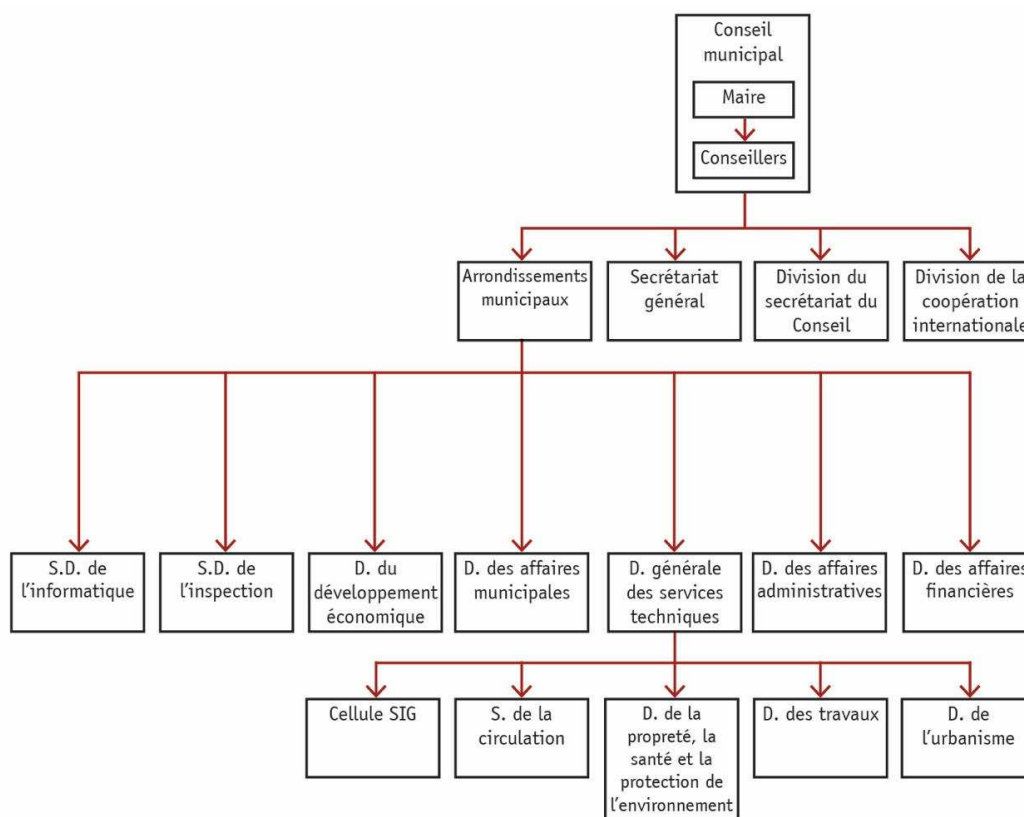 Conseil
municipal
Maire
Conseillers
Arrondissements
municipaux
Secrétariat
général
Division du
secrétariat du
Conseil
Division de la
coopération
internationale
S.D. de
l'informatique
S.D. de
l'inspection
D. du
développement
économique
D. des affaires
municipales
D. générale
des services
techniques
D. des affaires
administratives
D. des affaires
financières
Cellule SIG
S. de la
circulation
D. de la
propreté, la
santé et la
protection de
l'environnement
D. des travaux
D. de
l'urbanisme